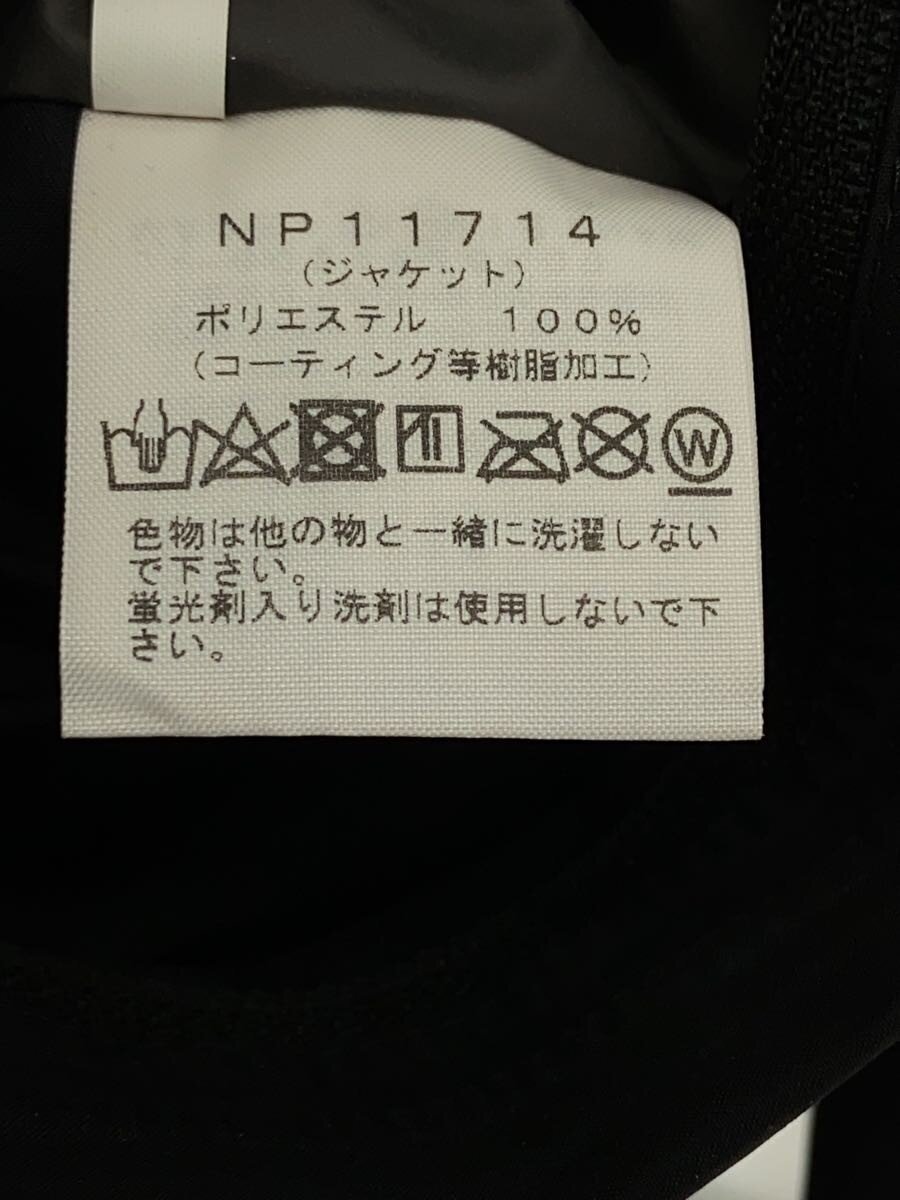 NP11714
(ジャケット)
ポリエステル 100%
(コーティング等樹脂加工)
W
色物は他の物と一緒に洗濯しない
で下さい。
蛍光剤入り洗剤は使用しないで下
さい。